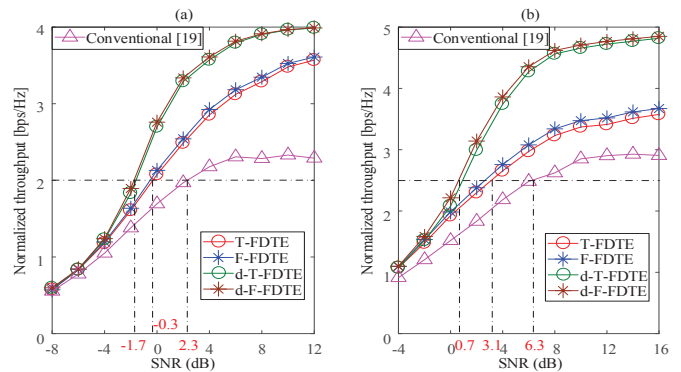 (a)
Normalized throughput [bps/Hz]
4
3
2
1
0
Conventional [19]
T-FDTE
F-FDTE
d-T-FDTE
d-F-FDTE
-8
-4
0
4
8
12
-1.7
-0.3
2.3
SNR (dB)
(b)
Normalized throughput [bps/Hz]
5
4
3
2
1
0
Conventional [19]
T-FDTE
F-FDTE
d-T-FDTE
d-F-FDTE
-4
0
4
8
12
16
0.7
3.1
6.3
SNR (dB)